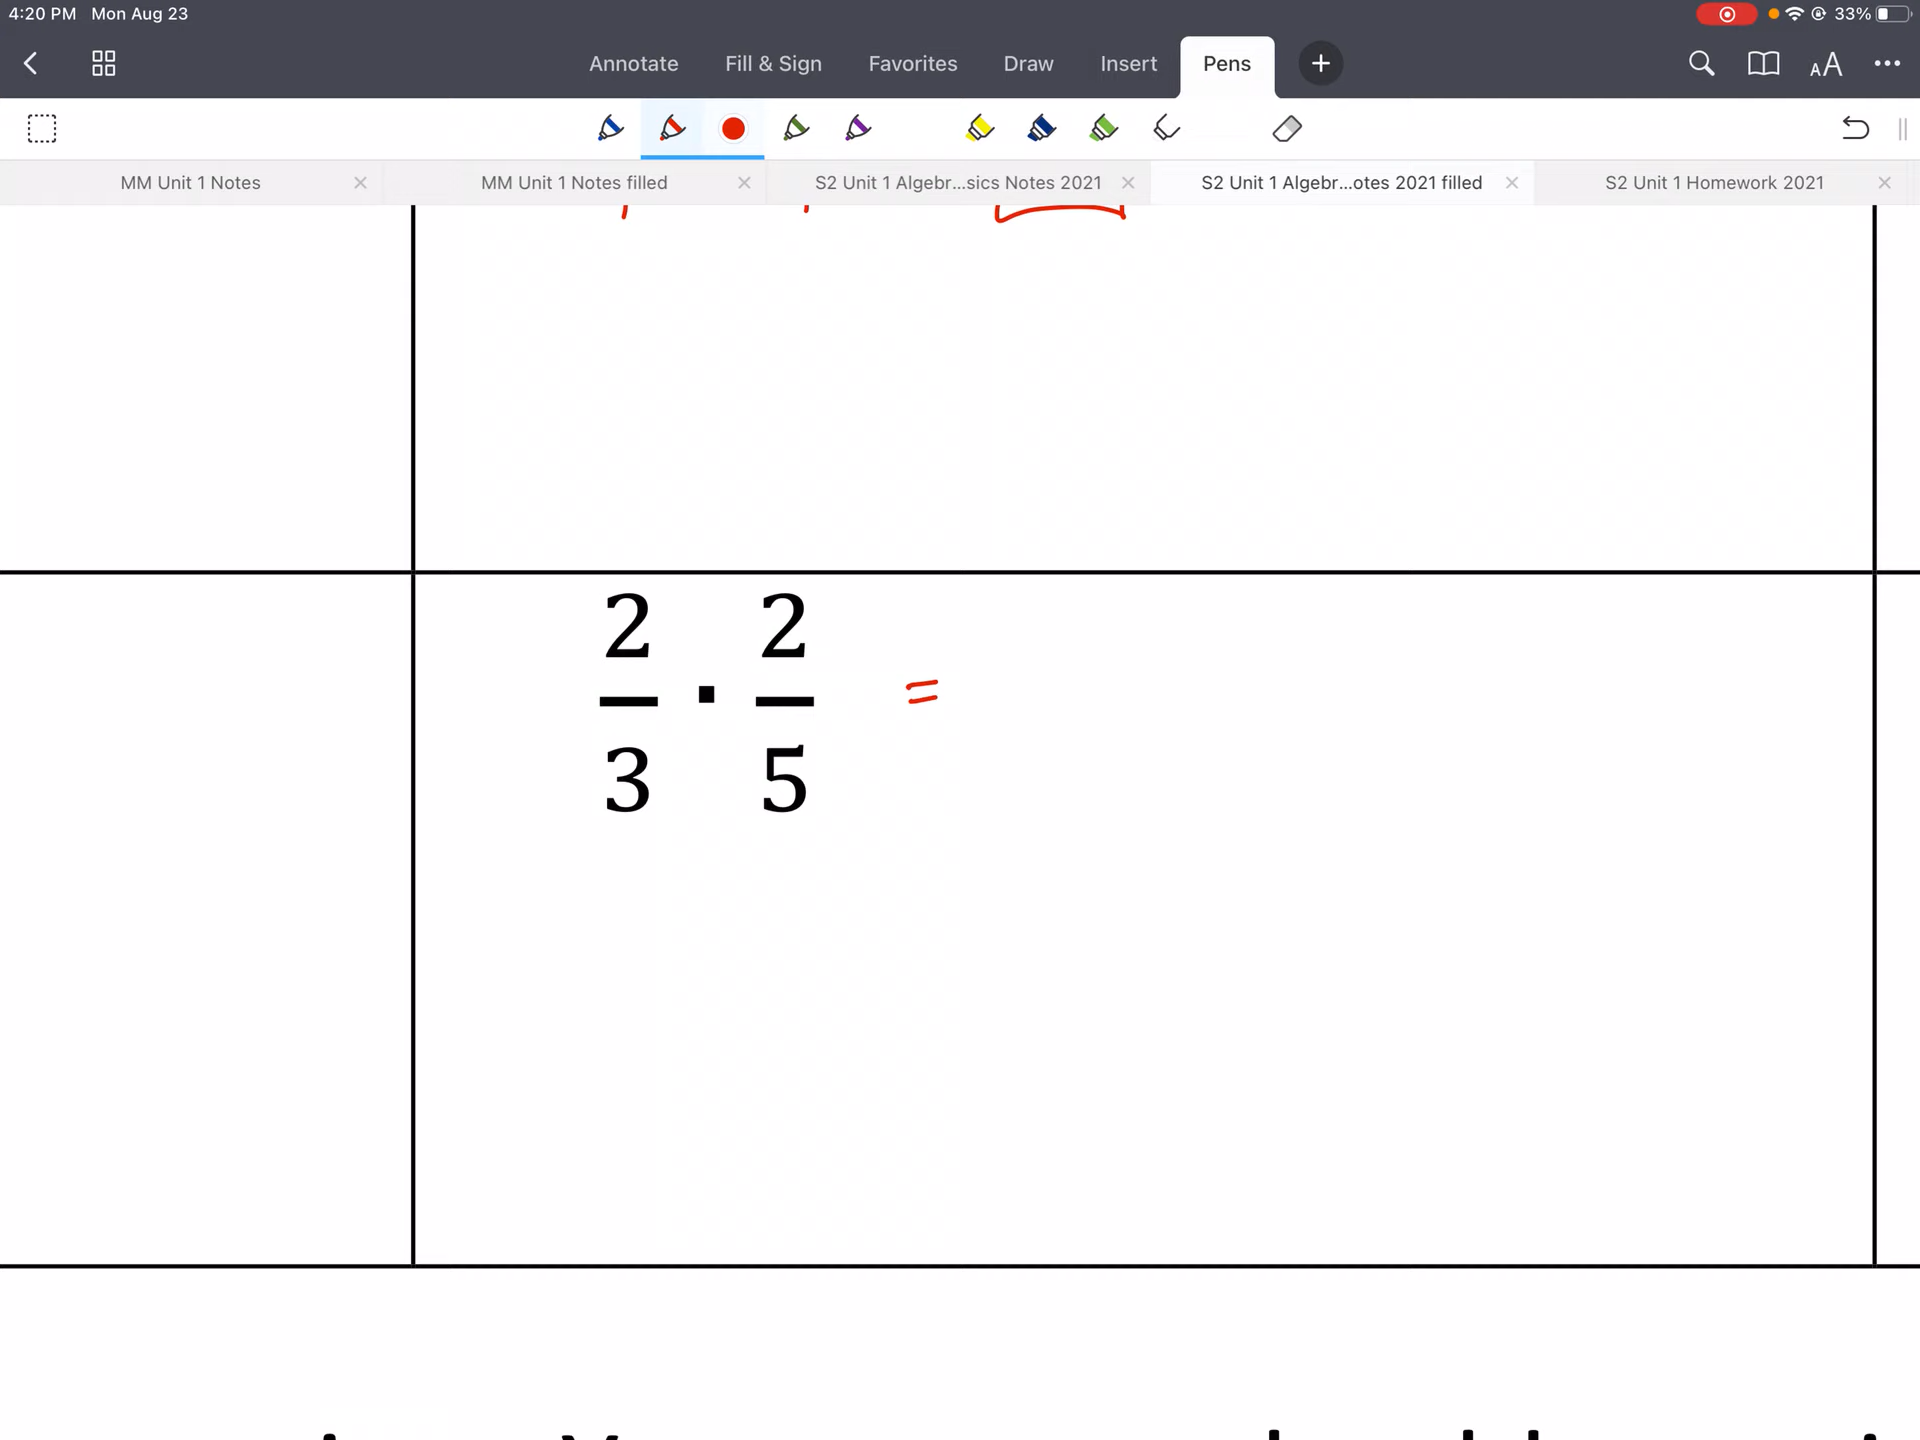 4:20 PM Mon Aug 23 33%
Annotate Fill & Sign Favorites Draw Insert Pens + AA
MM Unit 1 Notes MM Unit 1 Notes filled S2 Unit 1 Algebr...sics Notes 2021 S2 Unit 1 Algebr...otes 2021 filled S2 Unit 1 Homework 2021
2/3 · 2/5 =